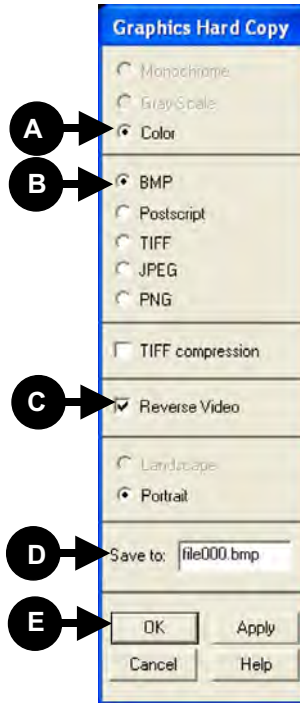 Graphics Hard Copy
Monochrome
Gray Scale
A Color
B BMP
Postscript
TIFF
JPEG
PNG
TIFF compression
C Reverse Video
Landscape
Portrait
D Save to: file000.bmp
E OK Apply
Cancel Help